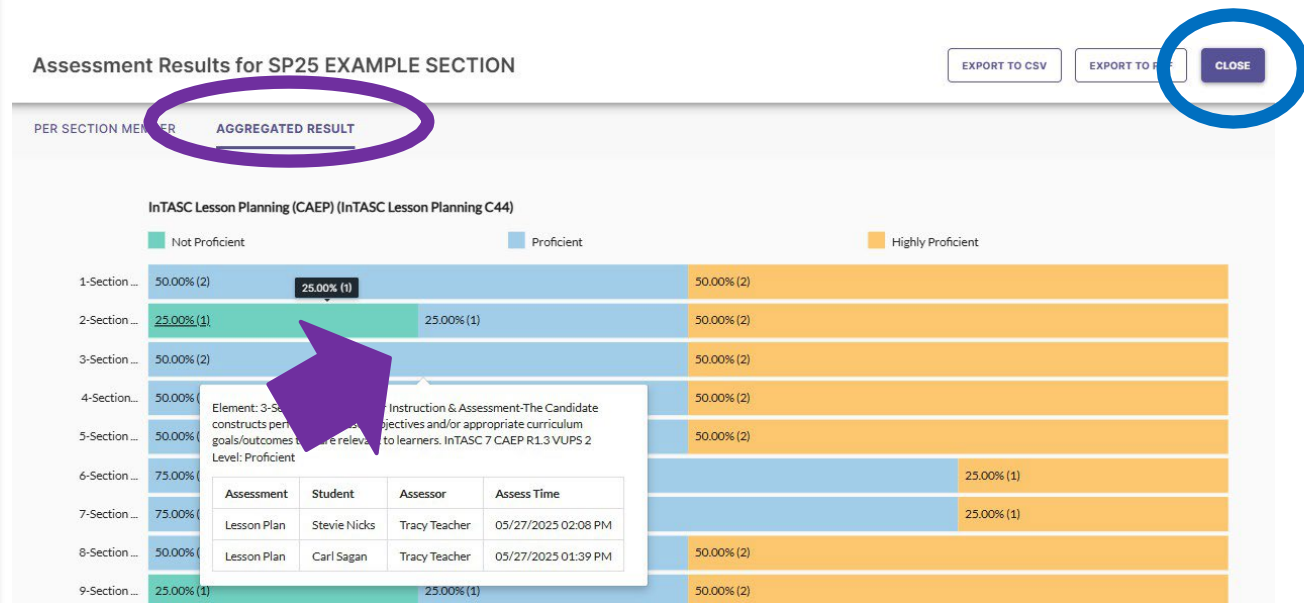 Assessment Results for SP25 EXAMPLE SECTION
EXPORT TO CSV
EXPORT TO
CLOSE
PER SECTION
AGGREGATED RESULT
InTASC Lesson Planning (CAEP) (InTASC Lesson Planning C44)
Not Proficient
Proficient
Highly Proficient
1-Section ... 50.00% (2) 50.00% (2)
25.00% (1)
2-Section ... 25.00% (1) 25.00% (1) 50.00% (2)
3-Section ... 50.00% (2) 50.00% (2)
4-Section... 50.00% 50.00% (2)
5-Section ... 50.00% 50.00% (2)
6-Section ... 75.00% 25.00% (1)
7-Section ... 75.00% 25.00% (1)
8-Section ... 50.00% 50.00% (2)
9-Section ... 25.00% (1) 25.00% (1) 50.00% (2)
Element: Instruction & Assessment-The Candidate
constructs and/or appropriate curriculum
goals/outcomes to learners. InTASC 7 CAEP R1.3 VUPS 2
Level: Proficient
Assessment Student Assessor Assess Time
Lesson Plan Stevie Nicks Tracy Teacher 05/27/2025 02:08 PM
Lesson Plan Carl Sagan Tracy Teacher 05/27/2025 01:39 PM